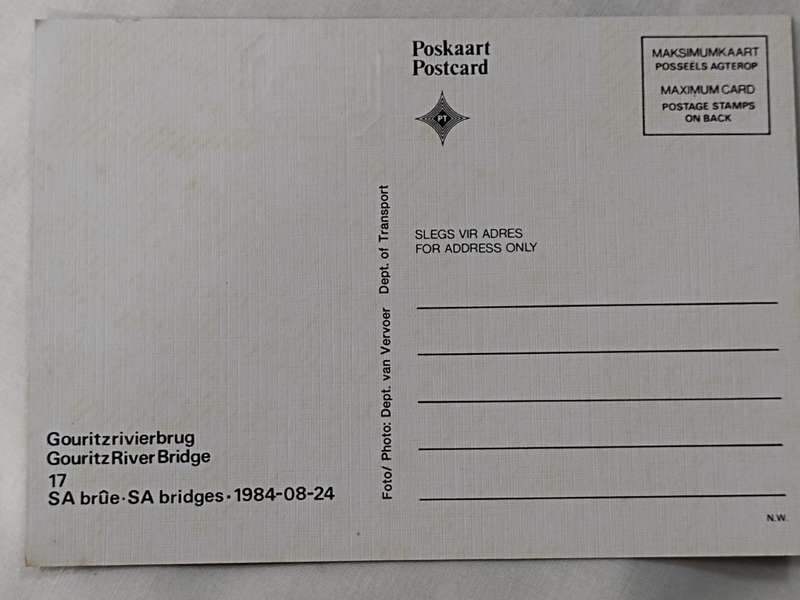 Poskaart
Postcard
PT
MAKSIMUMKAART
POSSEËLS AGTEROP
MAXIMUM CARD
POSTAGE STAMPS
ON BACK
SLEGS VIR ADRES
FOR ADDRESS ONLY
Foto/ Photo: Dept. van Vervoer Dept. of Transport
Gouritzrivierbrug
Gouritz River Bridge
17
SA brûe · SA bridges · 1984-08-24
N.W.